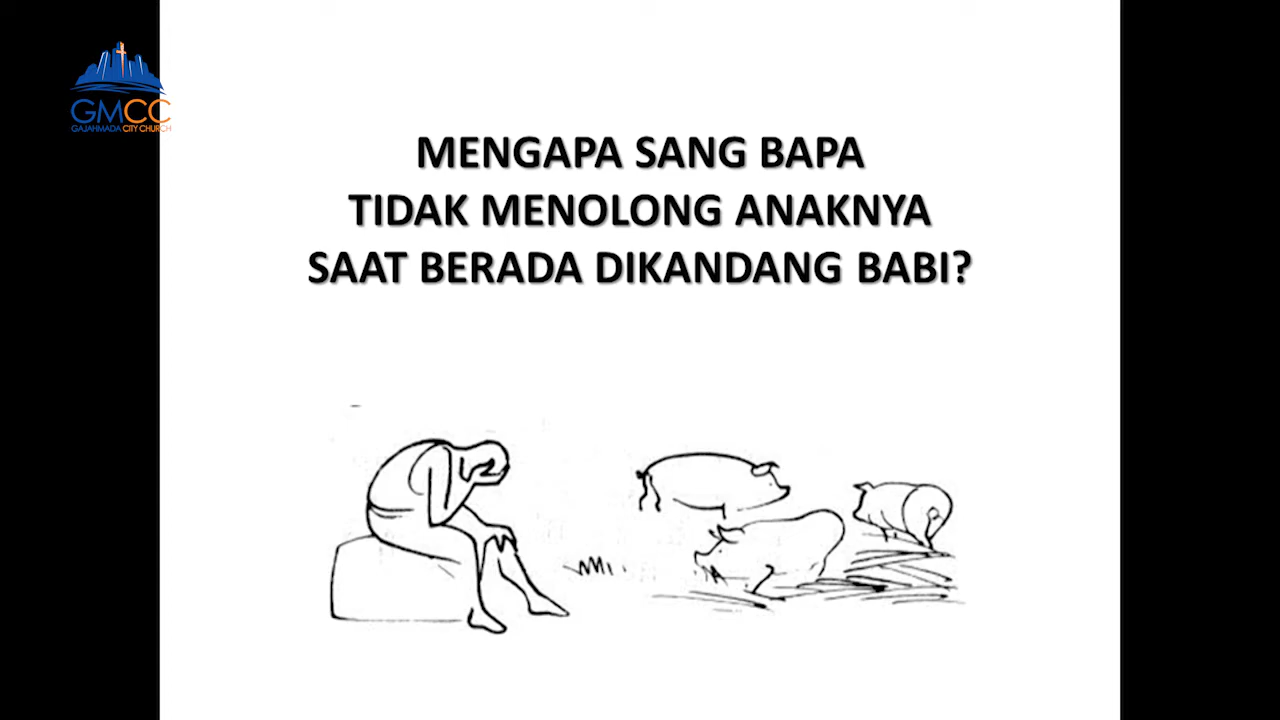 GMCC
GAJAHMADA CITY CHURCH
MENGAPA SANG BAPA
TIDAK MENOLONG ANAKNYA
SAAT BERADA DIKANDANG BABI?